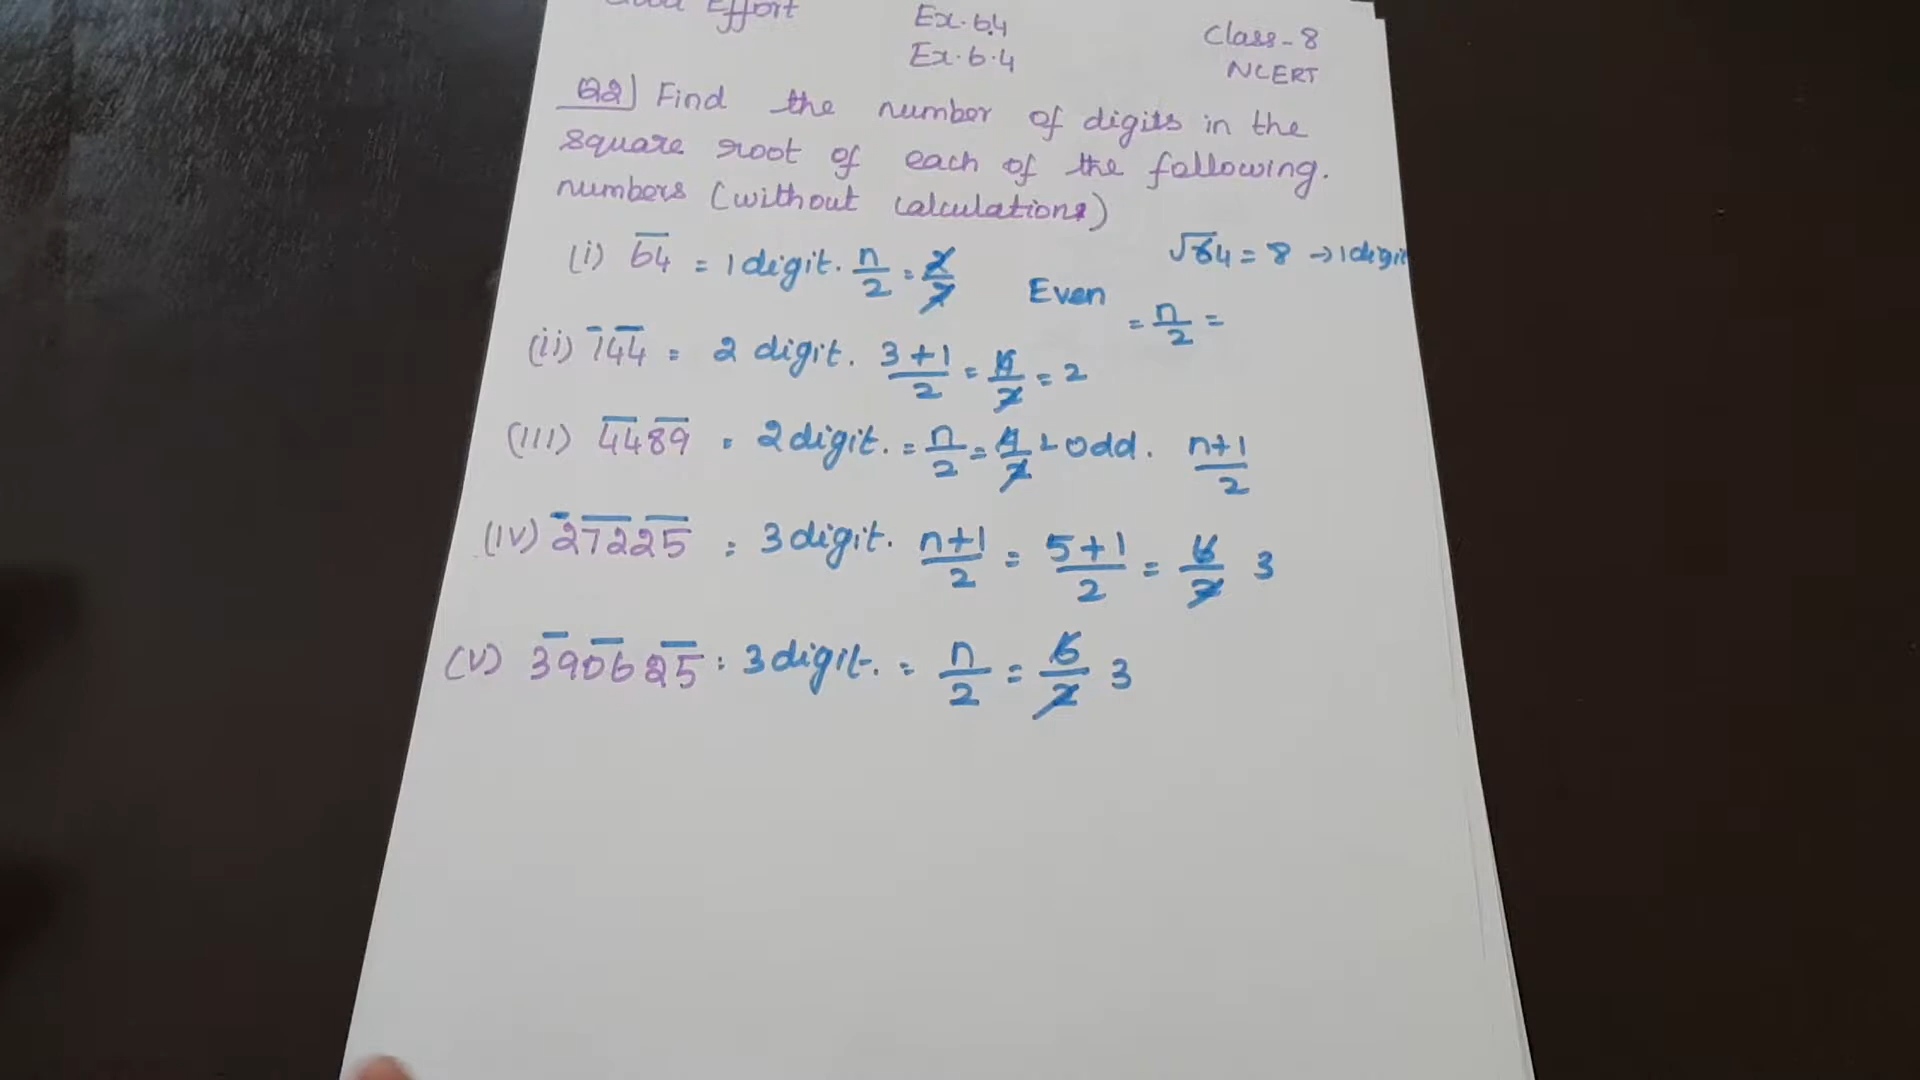 Good Effort
Ex. 6.4
Ex. 6.4
Class - 8
NCERT
Q2) Find the number of digits in the
square root of each of the following.
numbers (without calculations)
(i) 64 = 1 digit. n/2 = 2/2
√64 = 8 → 1 digit
Even = n/2 =
(ii) 144 = 2 digit. 3+1/2 = 4/2 = 2
(iii) 4489 = 2 digit. = n/2 = 4/2 2 odd. n+1/2
(iv) 27225 = 3 digit. n+1/2 = 5+1/2 = 6/2 3
(v) 390625 = 3 digit. = n/2 = 6/2 3